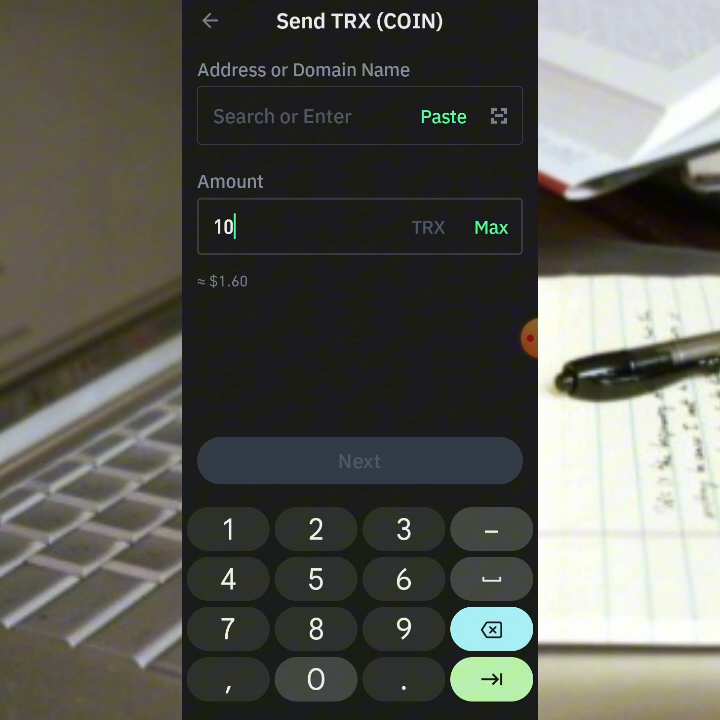 Send TRX (COIN)
Address or Domain Name
Search or Enter Paste
Amount
10 TRX Max
≈ $1.60
Next
1 2 3 –
4 5 6
7 8 9
, 0 .